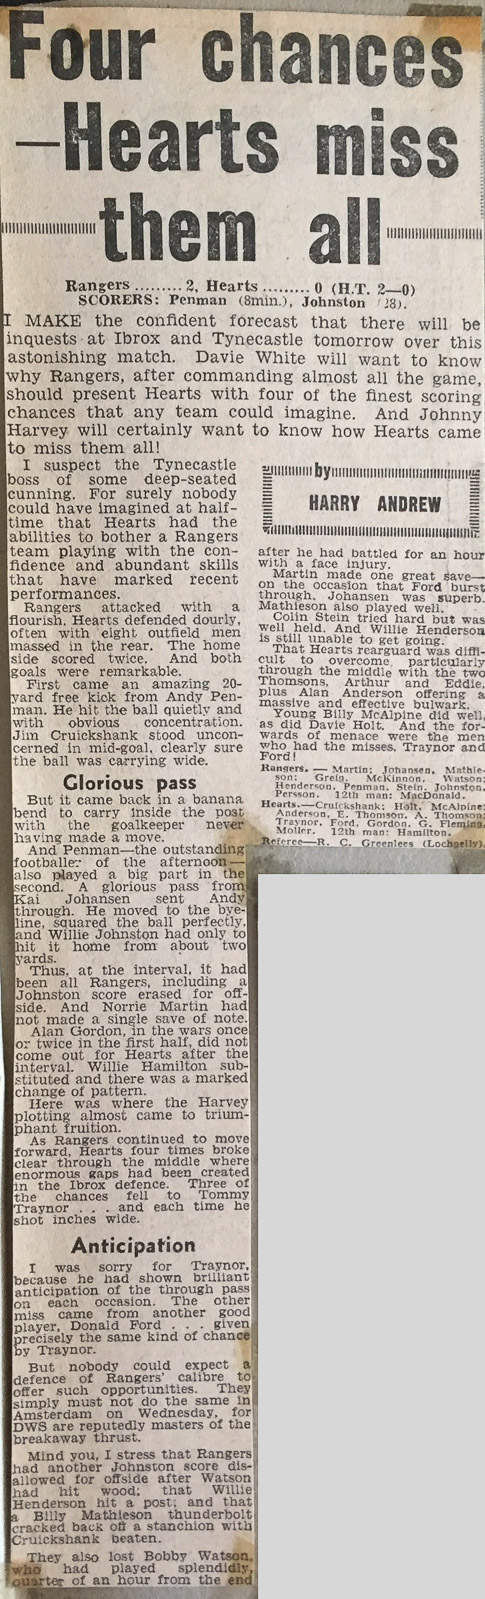 Four chances
—Hearts miss
them all
Rangers ......... 2, Hearts ......... 0 (H.T. 2—0)
SCORERS: Penman (8min.), Johnston (28).
I MAKE the confident forecast that there will be
inquests at Ibrox and Tynecastle tomorrow over this
astonishing match. Davie White will want to know
why Rangers, after commanding almost all the game,
should present Hearts with four of the finest scoring
chances that any team could imagine. And Johnny
Harvey will certainly want to know how Hearts came
to miss them all!
I suspect the Tynecastle
boss of some deep-seated
cunning. For surely nobody
could have imagined at half-
time that Hearts had the
abilities to bother a Rangers
team playing with the con-
fidence and abundant skills
that have marked recent
performances.
Rangers attacked with a
flourish, Hearts defended dourly,
often with eight outfield men
massed in the rear. The home
side scored twice. And both
goals were remarkable.
First came an amazing 20-
yard free kick from Andy Pen-
man. He hit the ball quietly and
with obvious concentration.
Jim Cruickshank stood uncon-
cerned in mid-goal, clearly sure
the ball was carrying wide.
Glorious pass
But it came back in a banana
bend to carry inside the post
with the goalkeeper never
having made a move.
And Penman—the outstanding
footballer of the afternoon—
also played a big part in the
second. A glorious pass from
Kai Johansen sent Andy
through. He moved to the bye-
line, squared the ball perfectly,
and Willie Johnston had only to
hit it home from about two
yards.
Thus, at the interval, it had
been all Rangers, including a
Johnston score erased for off-
side. And Norrie Martin had
not made a single save of note.
Alan Gordon, in the wars once
or twice in the first half, did not
come out for Hearts after the
interval. Willie Hamilton sub-
stituted and there was a marked
change of pattern.
Here was where the Harvey
plotting almost came to trium-
phant fruition.
As Rangers continued to move
forward, Hearts four times broke
clear through the middle where
enormous gaps had been created
in the Ibrox defence. Three of
the chances fell to Tommy
Traynor . . . and each time he
shot inches wide.
Anticipation
I was sorry for Traynor,
because he had shown brilliant
anticipation of the through pass
on each occasion. The other
miss came from another good
player, Donald Ford . . . given
precisely the same kind of chance
by Traynor.
But nobody could expect a
defence of Rangers' calibre to
offer such opportunities. They
simply must not do the same in
Amsterdam on Wednesday, for
DWS are reputedly masters of the
breakaway thrust.
Mind you, I stress that Rangers
had another Johnston score dis-
allowed for offside after Watson
had hit wood; that Willie
Henderson hit a post; and that
a Billy Mathieson thunderbolt
cracked back off a stanchion with
Cruickshank beaten.
They also lost Bobby Watson,
who had played splendidly,
quarter of an hour from the end
by
HARRY ANDREW
after he had battled for an hour
with a face injury.
Martin made one great save—
on the occasion that Ford burst
through, Johansen was superb.
Mathieson also played well.
Colin Stein tried hard but was
well held. And Willie Henderson
is still unable to get going.
That Hearts rearguard was diffi-
cult to overcome, particularly
through the middle with the two
Thomsons, Arthur and Eddie,
plus Alan Anderson offering a
massive and effective bulwark.
Young Billy McAlpine did well,
as did Davie Holt. And the for-
wards of menace were the men
who had the misses, Traynor and
Ford!
Rangers. — Martin; Johansen, Mathie-
son; Greig, McKinnon, Watson;
Henderson, Penman, Stein, Johnston,
Persson. 12th man: MacDonald.
Hearts.—Cruickshank; Holt, McAlpine;
Anderson, E. Thomson, A. Thomson;
Traynor, Ford, Gordon, G. Fleming,
Moller. 12th man: Hamilton.
Referee—R. C. Greenlees (Lochgelly).